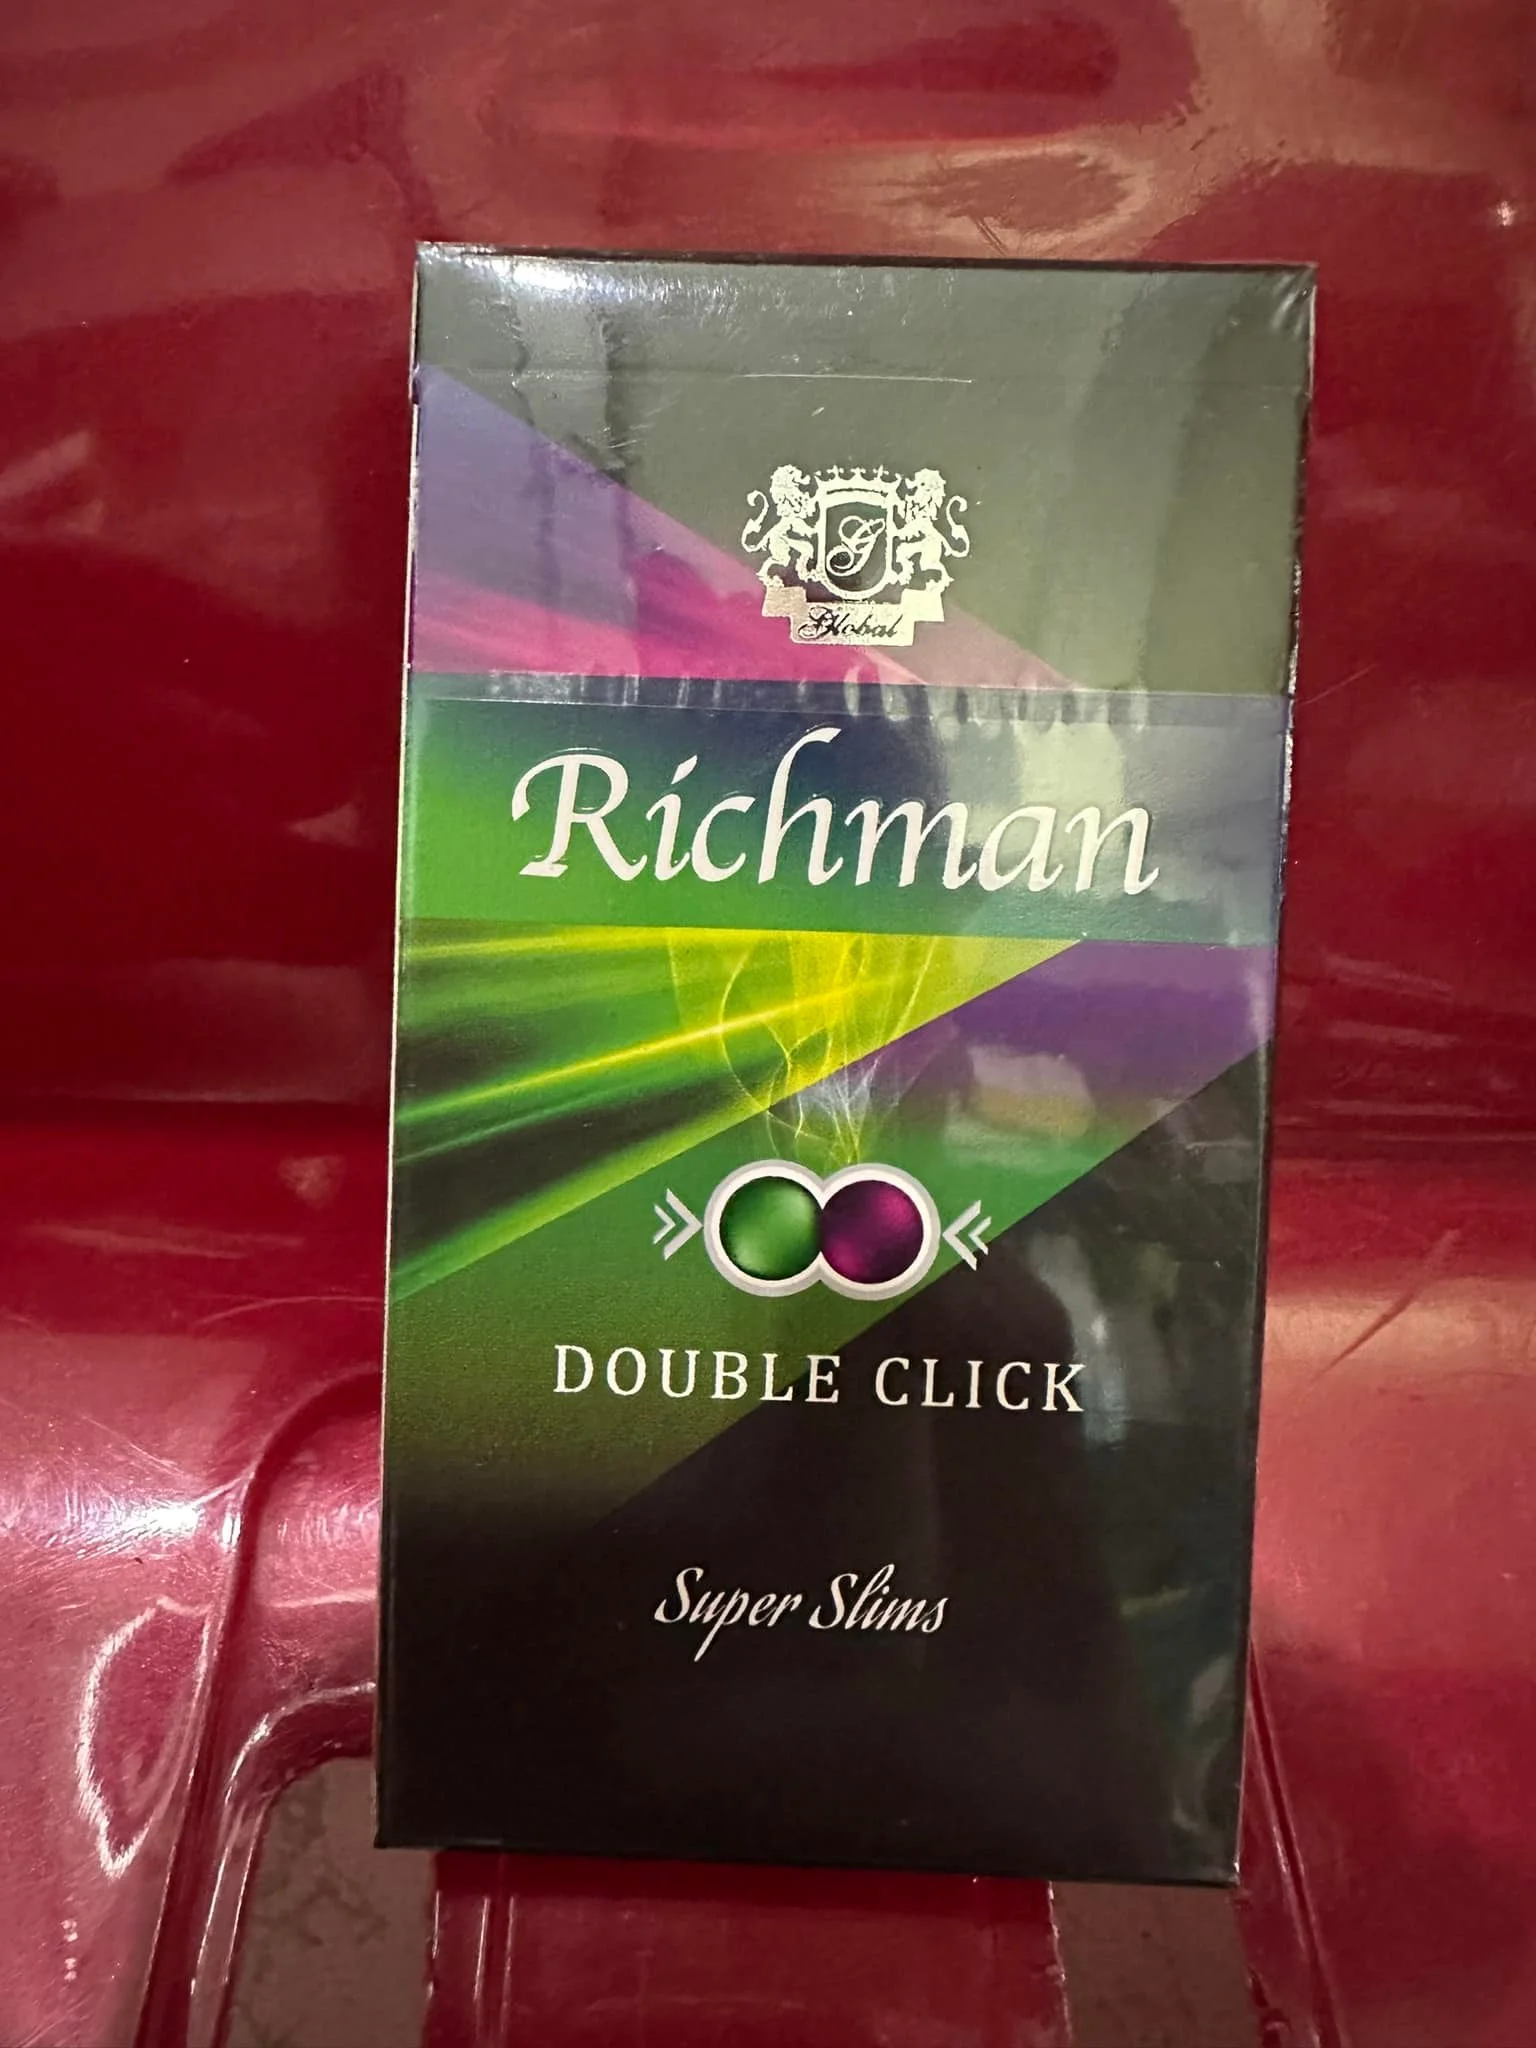 G
Global
Richman
DOUBLE CLICK
Super Slims